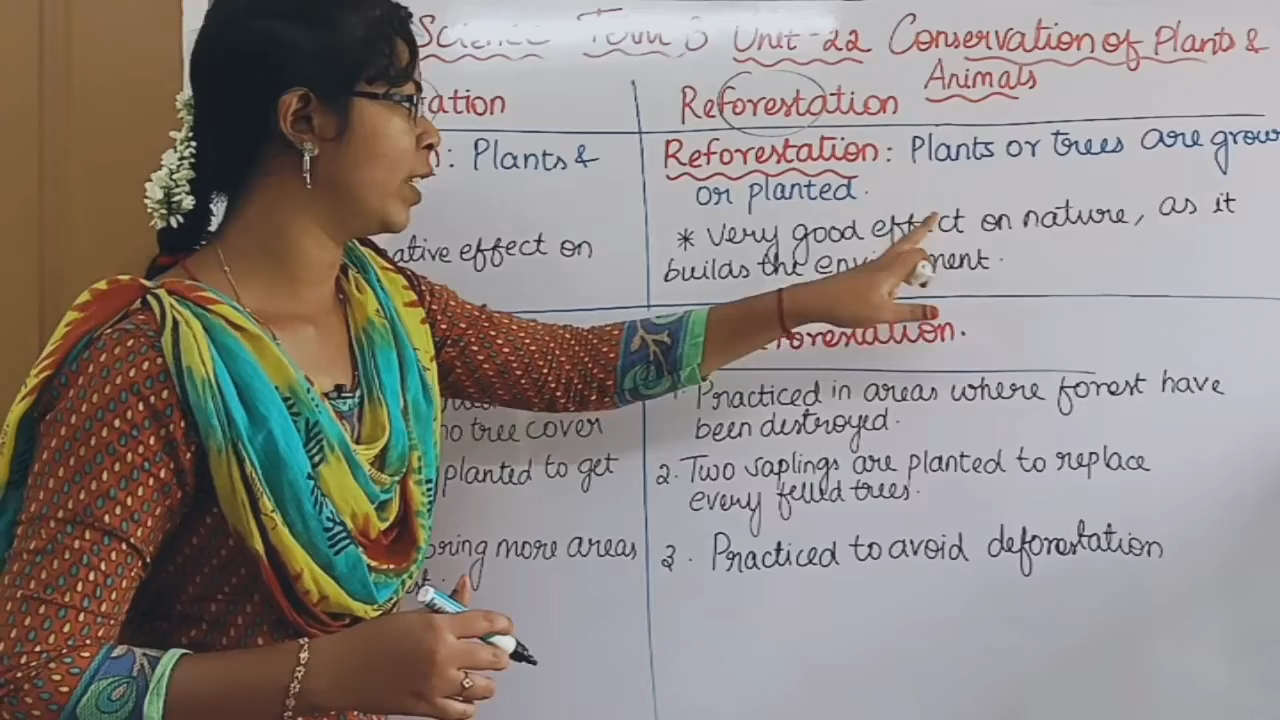 Science Term 3 Unit-22 Conservation of Plants &
Animals
ration
Reforestation
: Plants &
ative effect on
Reforestation: Plants or trees are grow
or planted.
* very good effect on nature, as it
builds the environment.
no tree cover
planted to get
bring more areas
1. Practiced in areas where forest have
been destroyed.
2. Two saplings are planted to replace
every felled trees.
3. Practiced to avoid deforestation